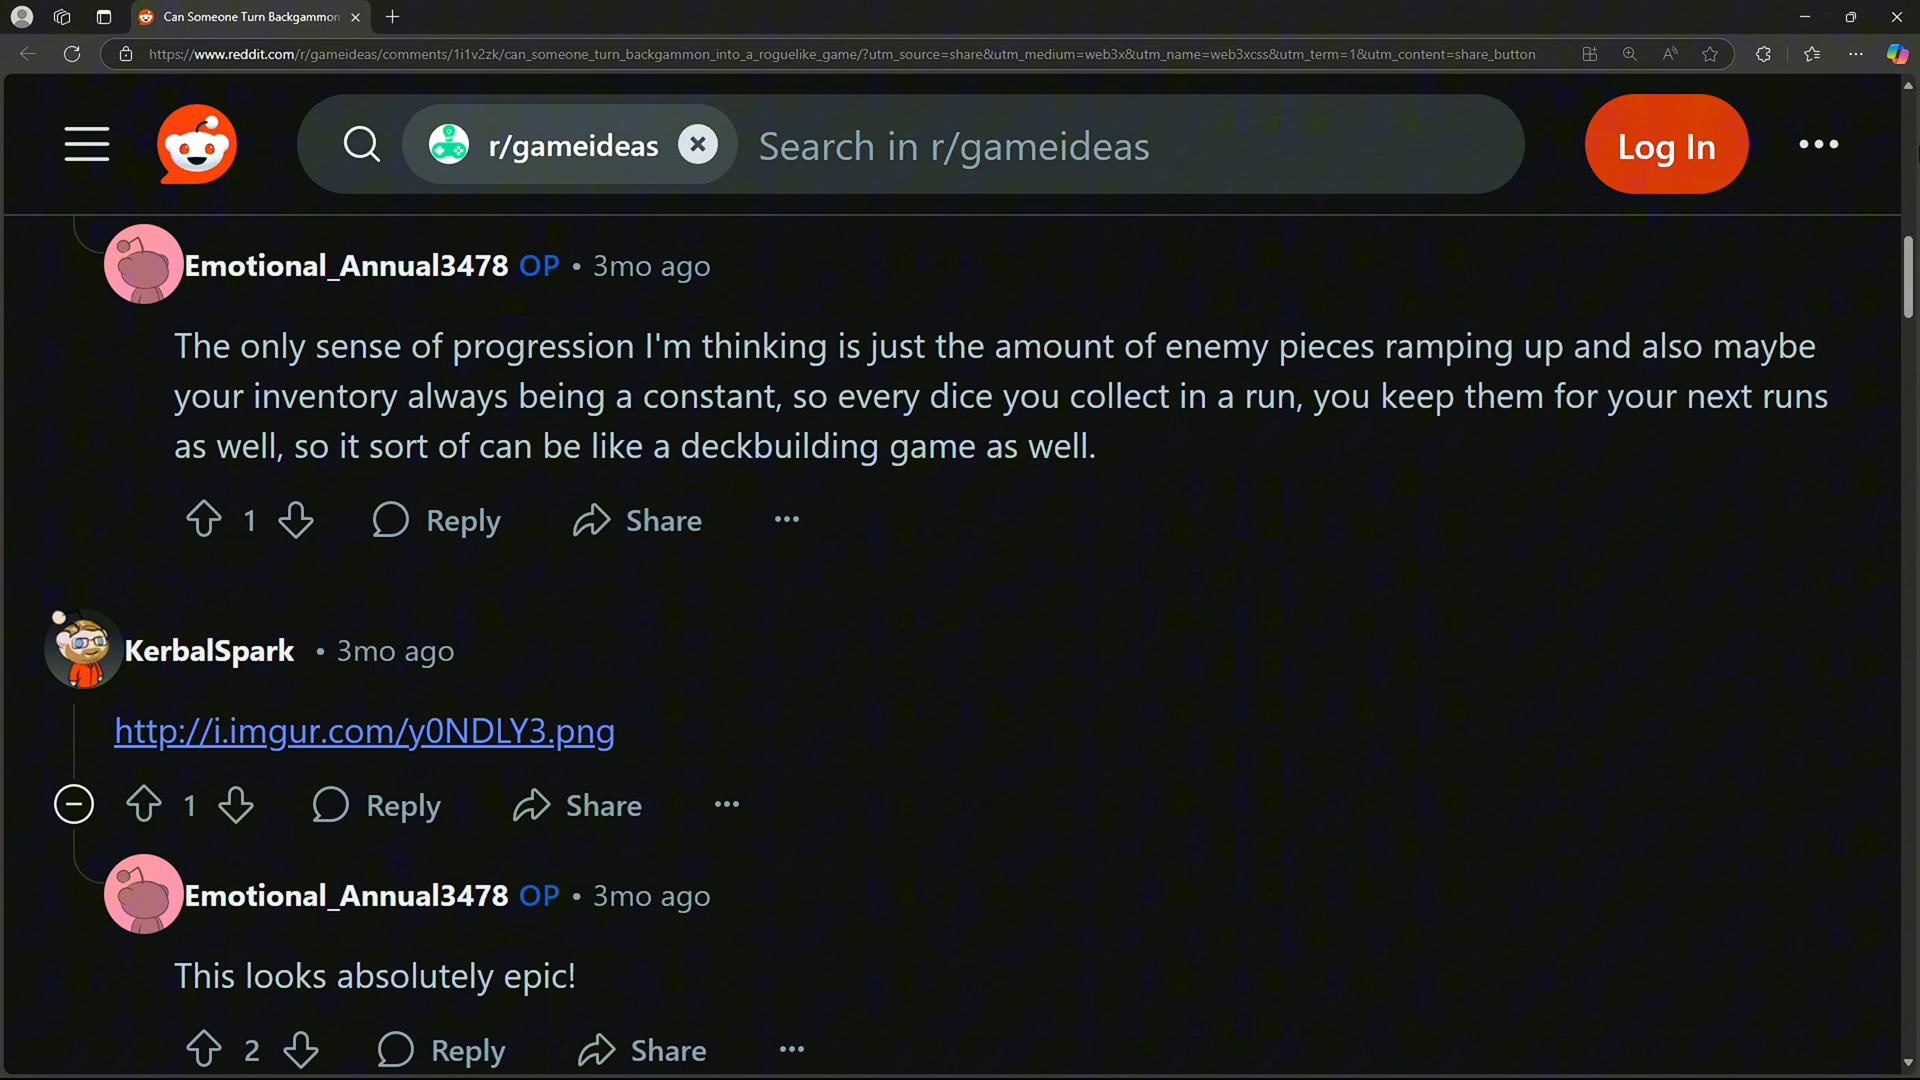 Can Someone Turn Backgammon
https://www.reddit.com/r/gameideas/comments/1i1v2zk/can_someone_turn_backgammon_into_a_roguelike_game/?utm_source=share&utm_medium=web3x&utm_name=web3xcss&utm_term=1&utm_content=share_button
r/gameideas Search in r/gameideas Log In
Emotional_Annual3478 OP • 3mo ago
The only sense of progression I'm thinking is just the amount of enemy pieces ramping up and also maybe
your inventory always being a constant, so every dice you collect in a run, you keep them for your next runs
as well, so it sort of can be like a deckbuilding game as well.
1 Reply Share
KerbalSpark • 3mo ago
http://i.imgur.com/y0NDLY3.png
1 Reply Share
Emotional_Annual3478 OP • 3mo ago
This looks absolutely epic!
2 Reply Share